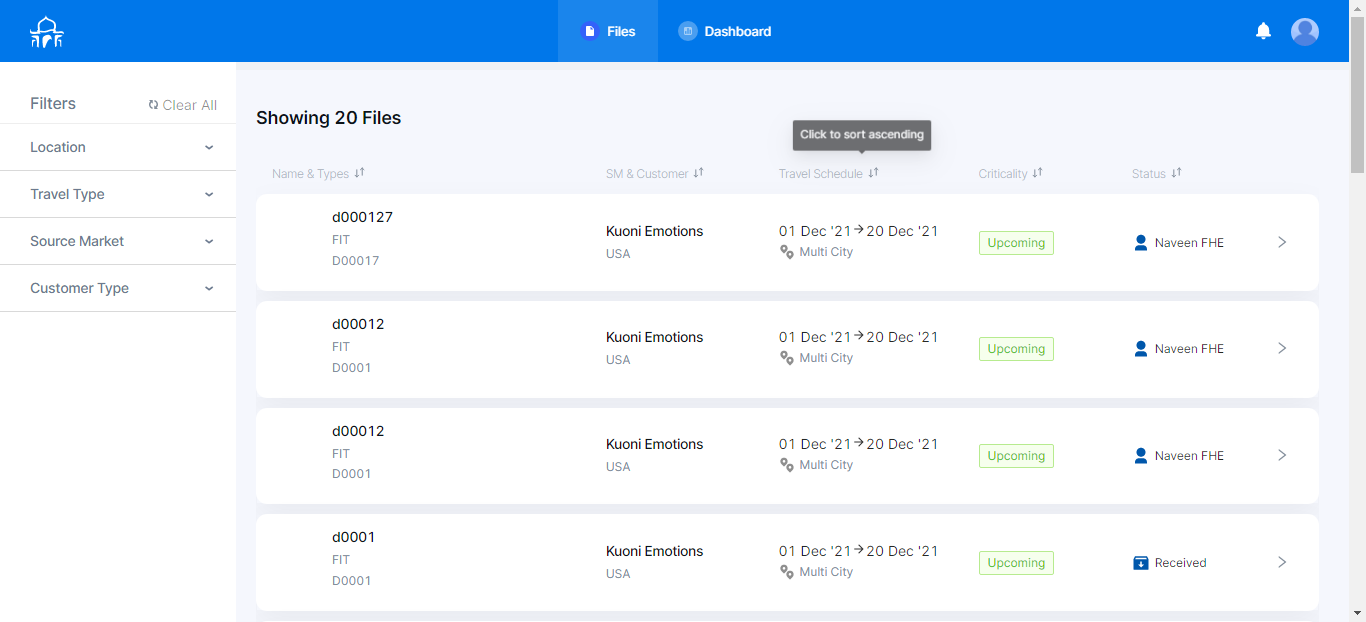 Files
Dashboard
Filters
Clear All
Location
Travel Type
Source Market
Customer Type
Showing 20 Files
Click to sort ascending
Name & Types
SM & Customer
Travel Schedule
Criticality
Status
d000127
FIT
D00017
Kuoni Emotions
USA
01 Dec '21 → 20 Dec '21
Multi City
Upcoming
Naveen FHE
d00012
FIT
D0001
Kuoni Emotions
USA
01 Dec '21 → 20 Dec '21
Multi City
Upcoming
Naveen FHE
d00012
FIT
D0001
Kuoni Emotions
USA
01 Dec '21 → 20 Dec '21
Multi City
Upcoming
Naveen FHE
d0001
FIT
D0001
Kuoni Emotions
USA
01 Dec '21 → 20 Dec '21
Multi City
Upcoming
Received